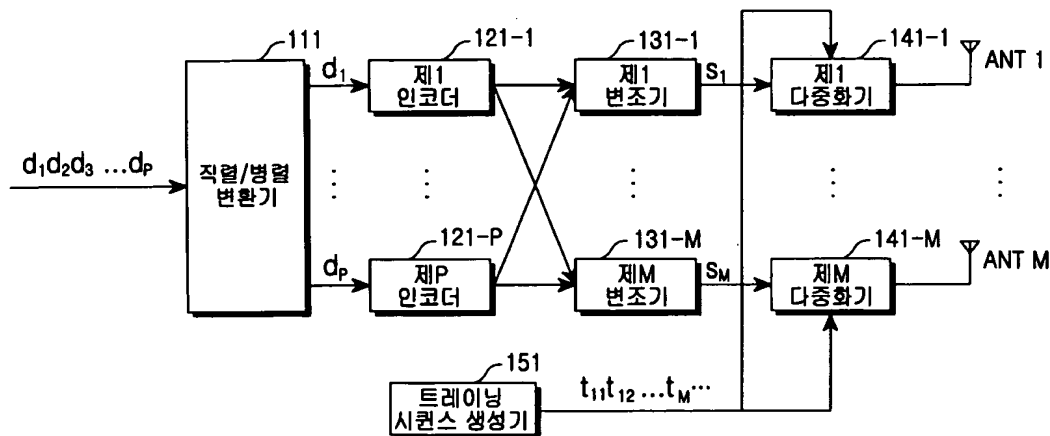 111
121-1
131-1
141-1
ANT 1
d₁
제1
인코더
제1
변조기
s₁
제1
다중화기
d₁d₂d₃ ...dₚ
직렬/병렬
변환기
121-P
131-M
141-M
ANT M
dₚ
제P
인코더
제M
변조기
s_M
제M
다중화기
151
트레이닝
시퀀스 생성기
t₁₁t₁₂ ...t_M...